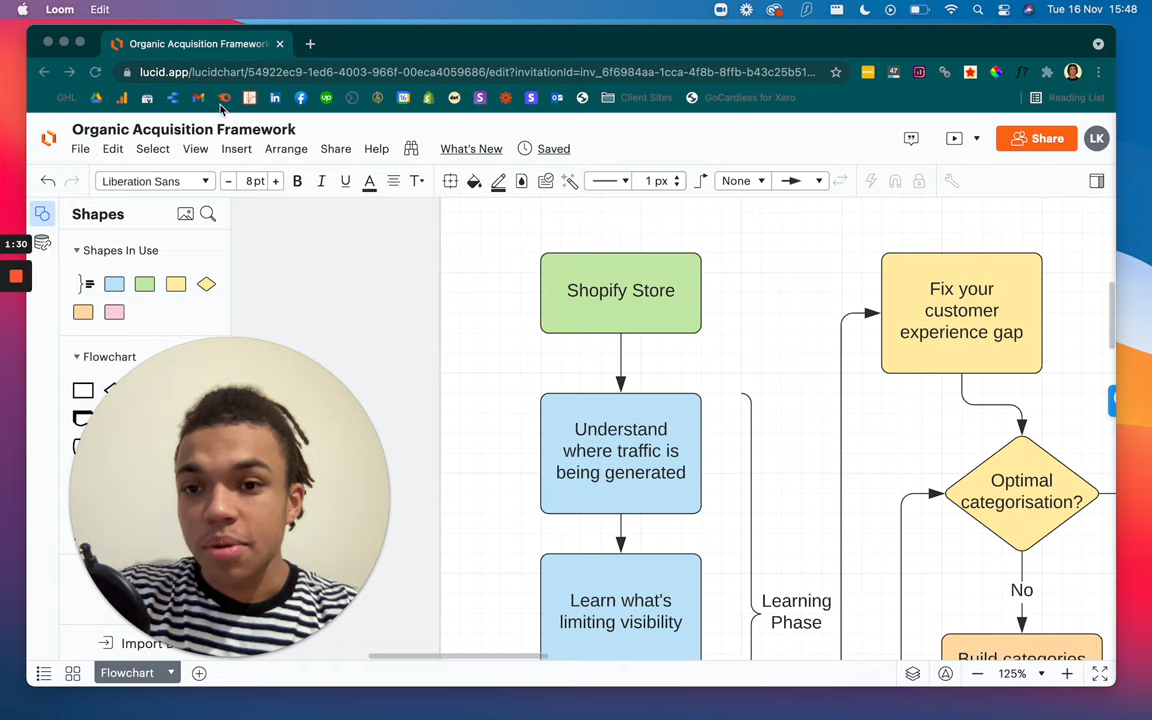 Loom Edit Tue 16 Nov 15:48
Organic Acquisition Framework
lucid.app/lucidchart/54922ec9-1ed6-4003-966f-00eca4059686/edit?invitationId=inv_6f6984aa-1cca-4f8b-8ffb-b43c25b51...
GHL Client Sites GoCardless for Xero Reading List
Organic Acquisition Framework
File Edit Select View Insert Arrange Share Help What's New Saved
Share LK
Liberation Sans 8 pt B I U A T 1 px None
Shapes
1:30
Shapes In Use
Flowchart
Shopify Store
Understand
where traffic is
being generated
Learn what's
limiting visibility
Learning
Phase
Fix your
customer
experience gap
Optimal
categorisation?
No
Build categories
Import
Flowchart
125%